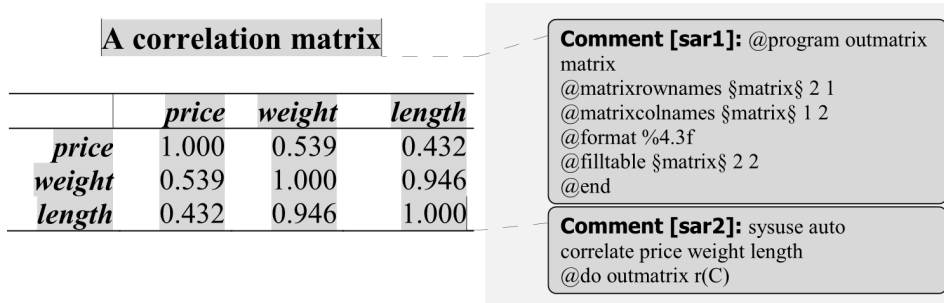 A correlation matrix
price weight length
price 1.000 0.539 0.432
weight 0.539 1.000 0.946
length 0.432 0.946 1.000
Comment [sar1]: @program outmatrix
matrix
@matrixrownames §matrix§ 2 1
@matrixcolnames §matrix§ 1 2
@format %4.3f
@filltable §matrix§ 2 2
@end
Comment [sar2]: sysuse auto
correlate price weight length
@do outmatrix r(C)